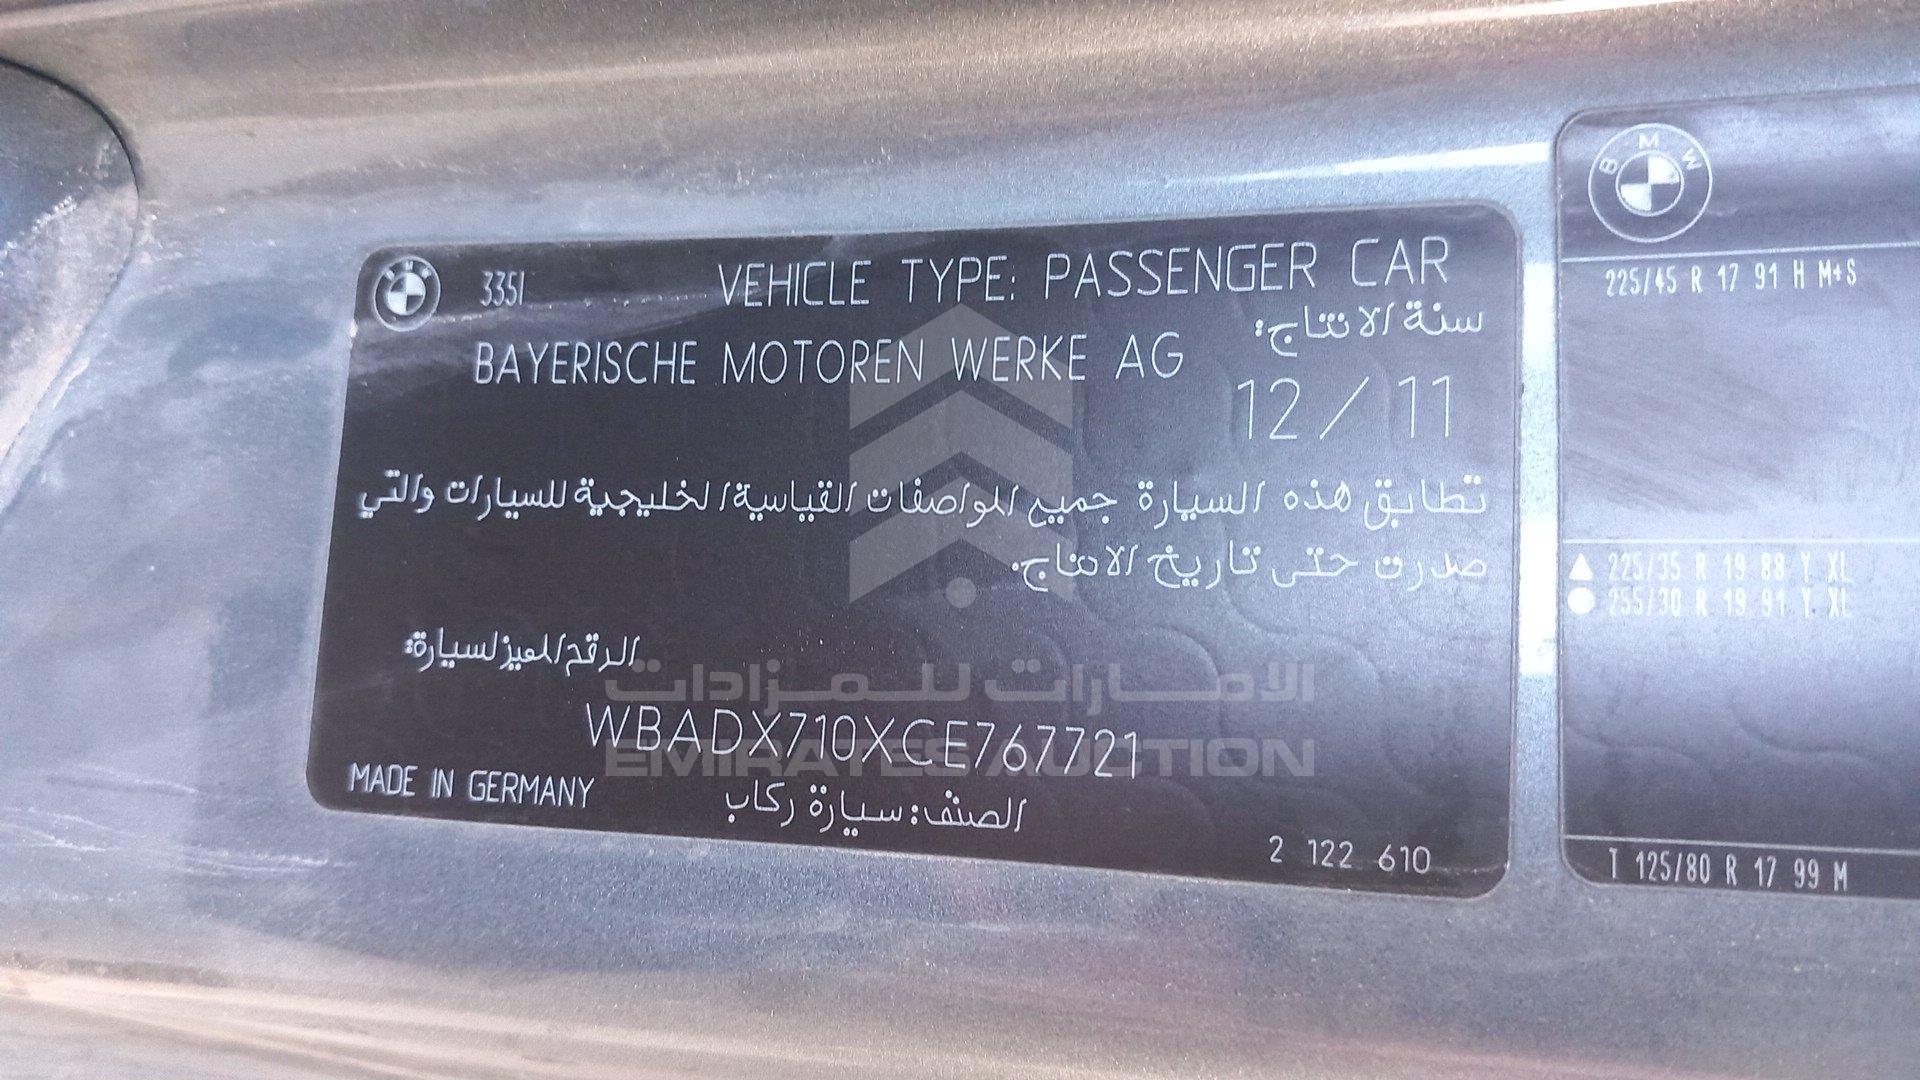 335I VEHICLE TYPE: PASSENGER CAR
سنة الانتاج:
BAYERISCHE MOTOREN WERKE AG
12/11
تطابق هذه السيارة جميع المواصفات القياسية الخليجية للسيارات والتي
صدرت حتى تاريخ الانتاج.
الرقم المميز لسيارة:
WBADX710XCE767721
MADE IN GERMANY
الصنف: سيارة ركاب
2 122 610
BMW
225/45 R 17 91 H M+S
▲ 225/35 R 19 88 Y XL
● 255/30 R 19 91 Y XL
T 125/80 R 17 99 M
الامارات للمزادات
EMIRATES AUCTION